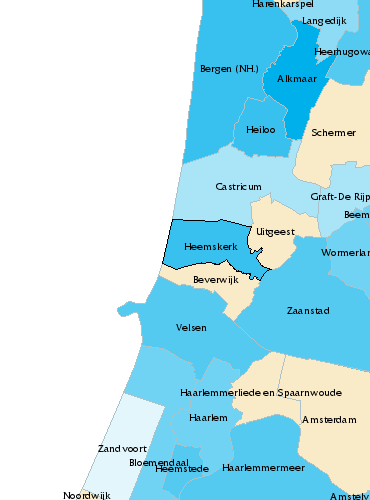 Harenkarspel
Langedijk
Heerhugowa
Bergen (NH.)
Alkmaar
Heiloo
Schermer
Castricum
Graft-De Rijp
Beem
Uitgeest
Heemskerk
Wormerlan
Beverwijk
Zaanstad
Velsen
Haarlemmerliede en Spaarnwoude
Haarlem
Amsterdam
Zandvoort
Bloemendaal
Heemstede
Haarlemmermeer
Noordwijk
Amstelv